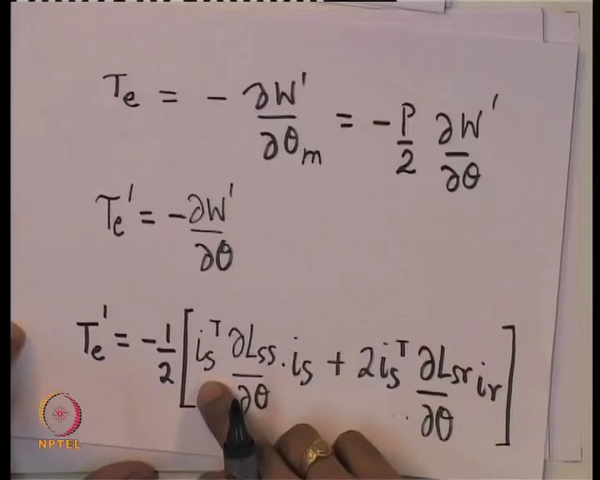 Te = - ∂W'/∂θm = - P/2 ∂W'/∂θ
Te' = - ∂W'/∂θ
Te' = - 1/2 [ is^T ∂Lss/∂θ . is + 2 is^T ∂Lsr/∂θ ir ]
NPTEL